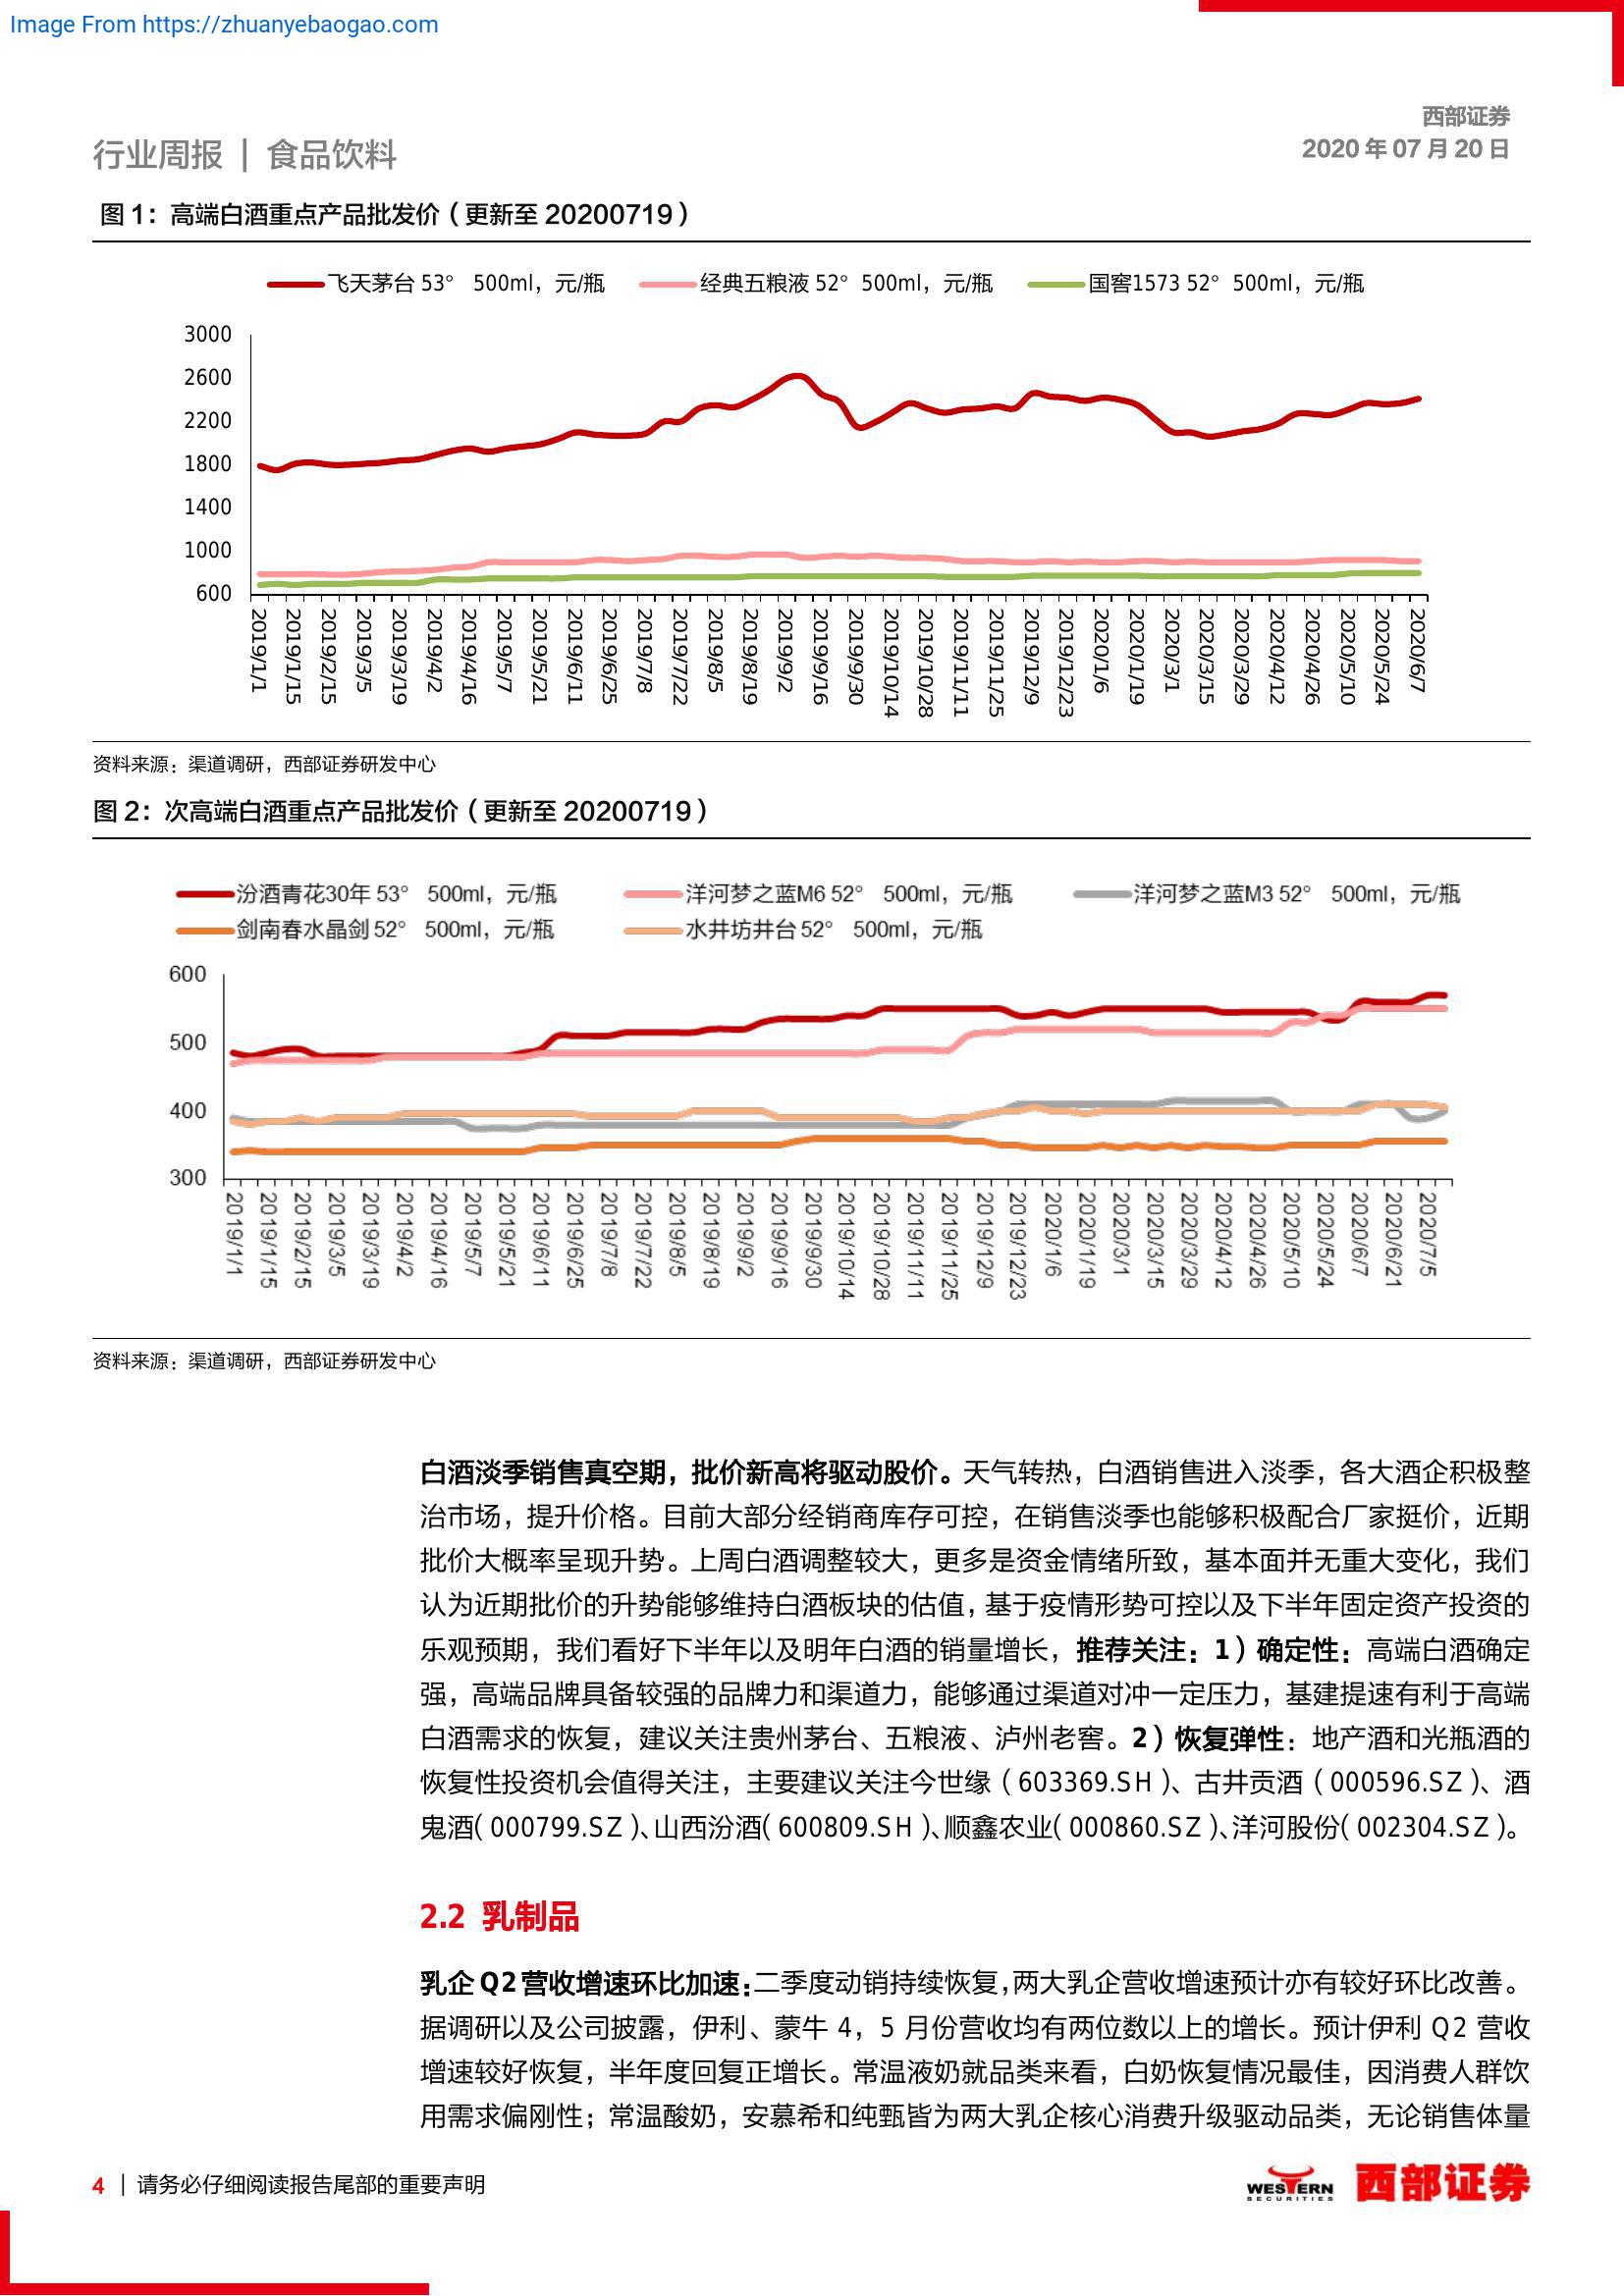 Image From https://zhuanyebaogao.com
西部证券
2020 年 07 月 20 日
行业周报 | 食品饮料
图 1：高端白酒重点产品批发价（更新至 20200719）
飞天茅台 53° 500ml，元/瓶 经典五粮液 52° 500ml，元/瓶 国窖1573 52° 500ml，元/瓶
3000
2600
2200
1800
1400
1000
600
2019/1/1 2019/1/15 2019/2/15 2019/3/5 2019/3/19 2019/4/2 2019/4/16 2019/5/7 2019/5/21 2019/6/11 2019/6/25 2019/7/8 2019/7/22 2019/8/5 2019/8/19 2019/9/2 2019/9/16 2019/9/30 2019/10/14 2019/10/28 2019/11/11 2019/11/25 2019/12/9 2019/12/23 2020/1/6 2020/1/19 2020/3/1 2020/3/15 2020/3/29 2020/4/12 2020/4/26 2020/5/10 2020/5/24 2020/6/7
资料来源：渠道调研，西部证券研发中心
图 2：次高端白酒重点产品批发价（更新至 20200719）
汾酒青花30年 53° 500ml，元/瓶 洋河梦之蓝M6 52° 500ml，元/瓶 洋河梦之蓝M3 52° 500ml，元/瓶
剑南春水晶剑 52° 500ml，元/瓶 水井坊井台 52° 500ml，元/瓶
600
500
400
300
2019/1/1 2019/1/15 2019/2/15 2019/3/5 2019/3/19 2019/4/2 2019/4/16 2019/5/7 2019/5/21 2019/6/11 2019/6/25 2019/7/8 2019/7/22 2019/8/5 2019/8/19 2019/9/2 2019/9/16 2019/9/30 2019/10/14 2019/10/28 2019/11/11 2019/11/25 2019/12/9 2019/12/23 2020/1/6 2020/1/19 2020/3/1 2020/3/15 2020/3/29 2020/4/12 2020/4/26 2020/5/10 2020/5/24 2020/6/7 2020/6/21 2020/7/5
资料来源：渠道调研，西部证券研发中心
白酒淡季销售真空期，批价新高将驱动股价。天气转热，白酒销售进入淡季，各大酒企积极整
治市场，提升价格。目前大部分经销商库存可控，在销售淡季也能够积极配合厂家挺价，近期
批价大概率呈现升势。上周白酒调整较大，更多是资金情绪所致，基本面并无重大变化，我们
认为近期批价的升势能够维持白酒板块的估值，基于疫情形势可控以及下半年固定资产投资的
乐观预期，我们看好下半年以及明年白酒的销量增长，推荐关注：1）确定性：高端白酒确定
强，高端品牌具备较强的品牌力和渠道力，能够通过渠道对冲一定压力，基建提速有利于高端
白酒需求的恢复，建议关注贵州茅台、五粮液、泸州老窖。2）恢复弹性：地产酒和光瓶酒的
恢复性投资机会值得关注，主要建议关注今世缘（603369.SH）、古井贡酒（000596.SZ）、酒
鬼酒（000799.SZ）、山西汾酒（600809.SH）、顺鑫农业（000860.SZ）、洋河股份（002304.SZ）。
2.2 乳制品
乳企 Q2 营收增速环比加速：二季度动销持续恢复，两大乳企营收增速预计亦有较好环比改善。
据调研以及公司披露，伊利、蒙牛 4，5 月份营收均有两位数以上的增长。预计伊利 Q2 营收
增速较好恢复，半年度回复正增长。常温液奶就品类来看，白奶恢复情况最佳，因消费人群饮
用需求偏刚性；常温酸奶，安慕希和纯甄皆为两大乳企核心消费升级驱动品类，无论销售体量
4 | 请务必仔细阅读报告尾部的重要声明
WESTERN
SECURITIES
西部证券